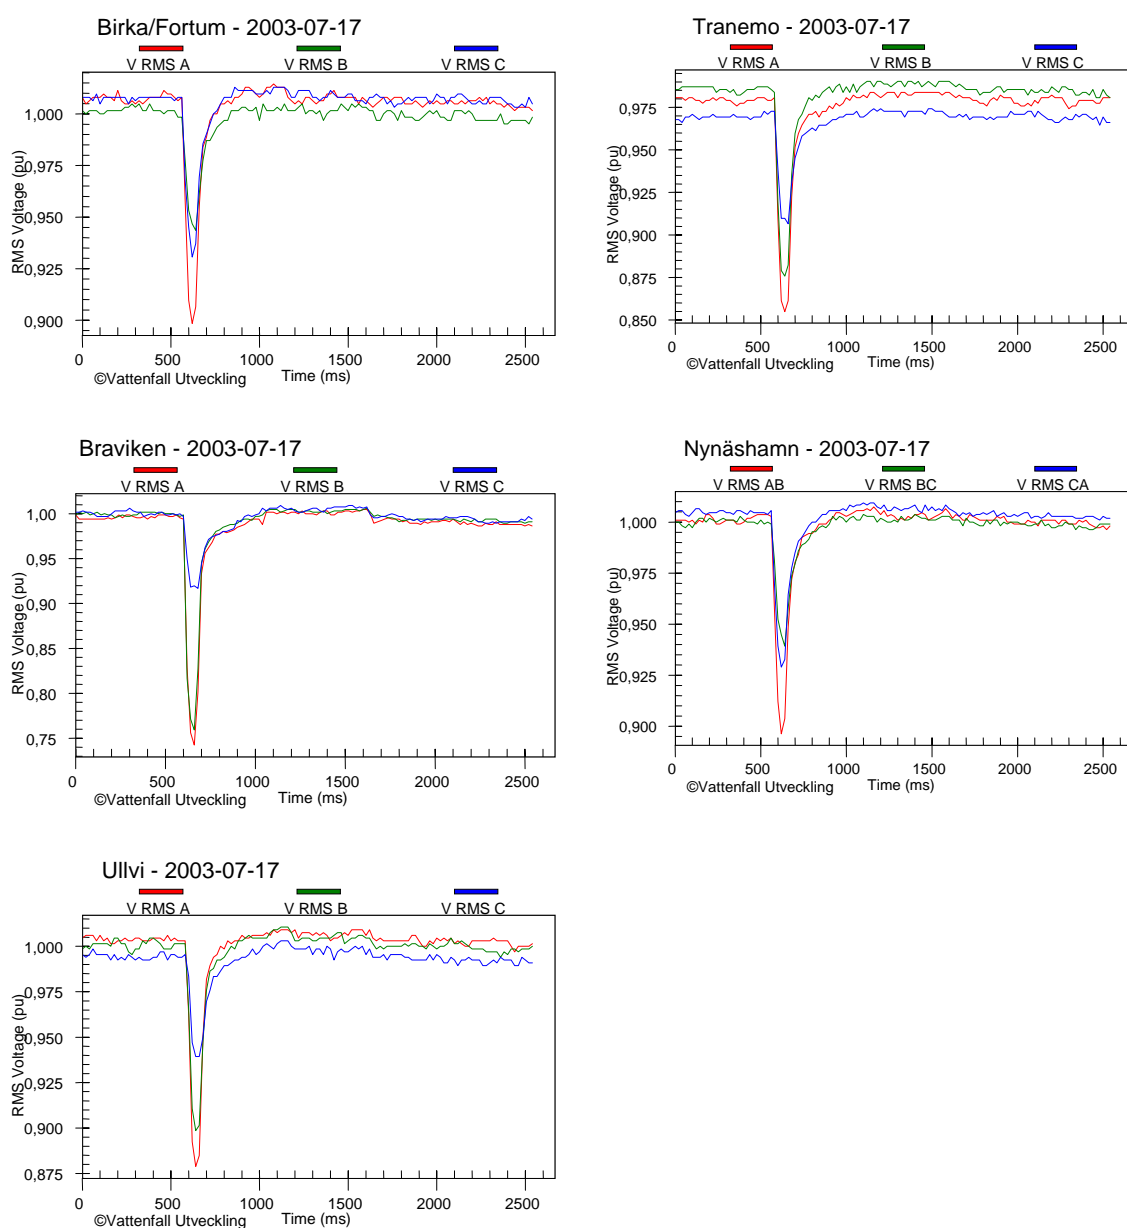 Birka/Fortum - 2003-07-17
V RMS A V RMS B V RMS C
RMS Voltage (pu)
1,000
0,975
0,950
0,925
0,900
0 500 1000 1500 2000 2500
©Vattenfall Utveckling Time (ms)
Tranemo - 2003-07-17
V RMS A V RMS B V RMS C
RMS Voltage (pu)
0,975
0,950
0,925
0,900
0,875
0,850
0 500 1000 1500 2000 2500
©Vattenfall Utveckling Time (ms)
Braviken - 2003-07-17
V RMS A V RMS B V RMS C
RMS Voltage (pu)
1,00
0,95
0,90
0,85
0,80
0,75
0 500 1000 1500 2000 2500
©Vattenfall Utveckling Time (ms)
Nynäshamn - 2003-07-17
V RMS AB V RMS BC V RMS CA
RMS Voltage (pu)
1,000
0,975
0,950
0,925
0,900
0 500 1000 1500 2000 2500
©Vattenfall Utveckling Time (ms)
Ullvi - 2003-07-17
V RMS A V RMS B V RMS C
RMS Voltage (pu)
1,000
0,975
0,950
0,925
0,900
0,875
0 500 1000 1500 2000 2500
©Vattenfall Utveckling Time (ms)